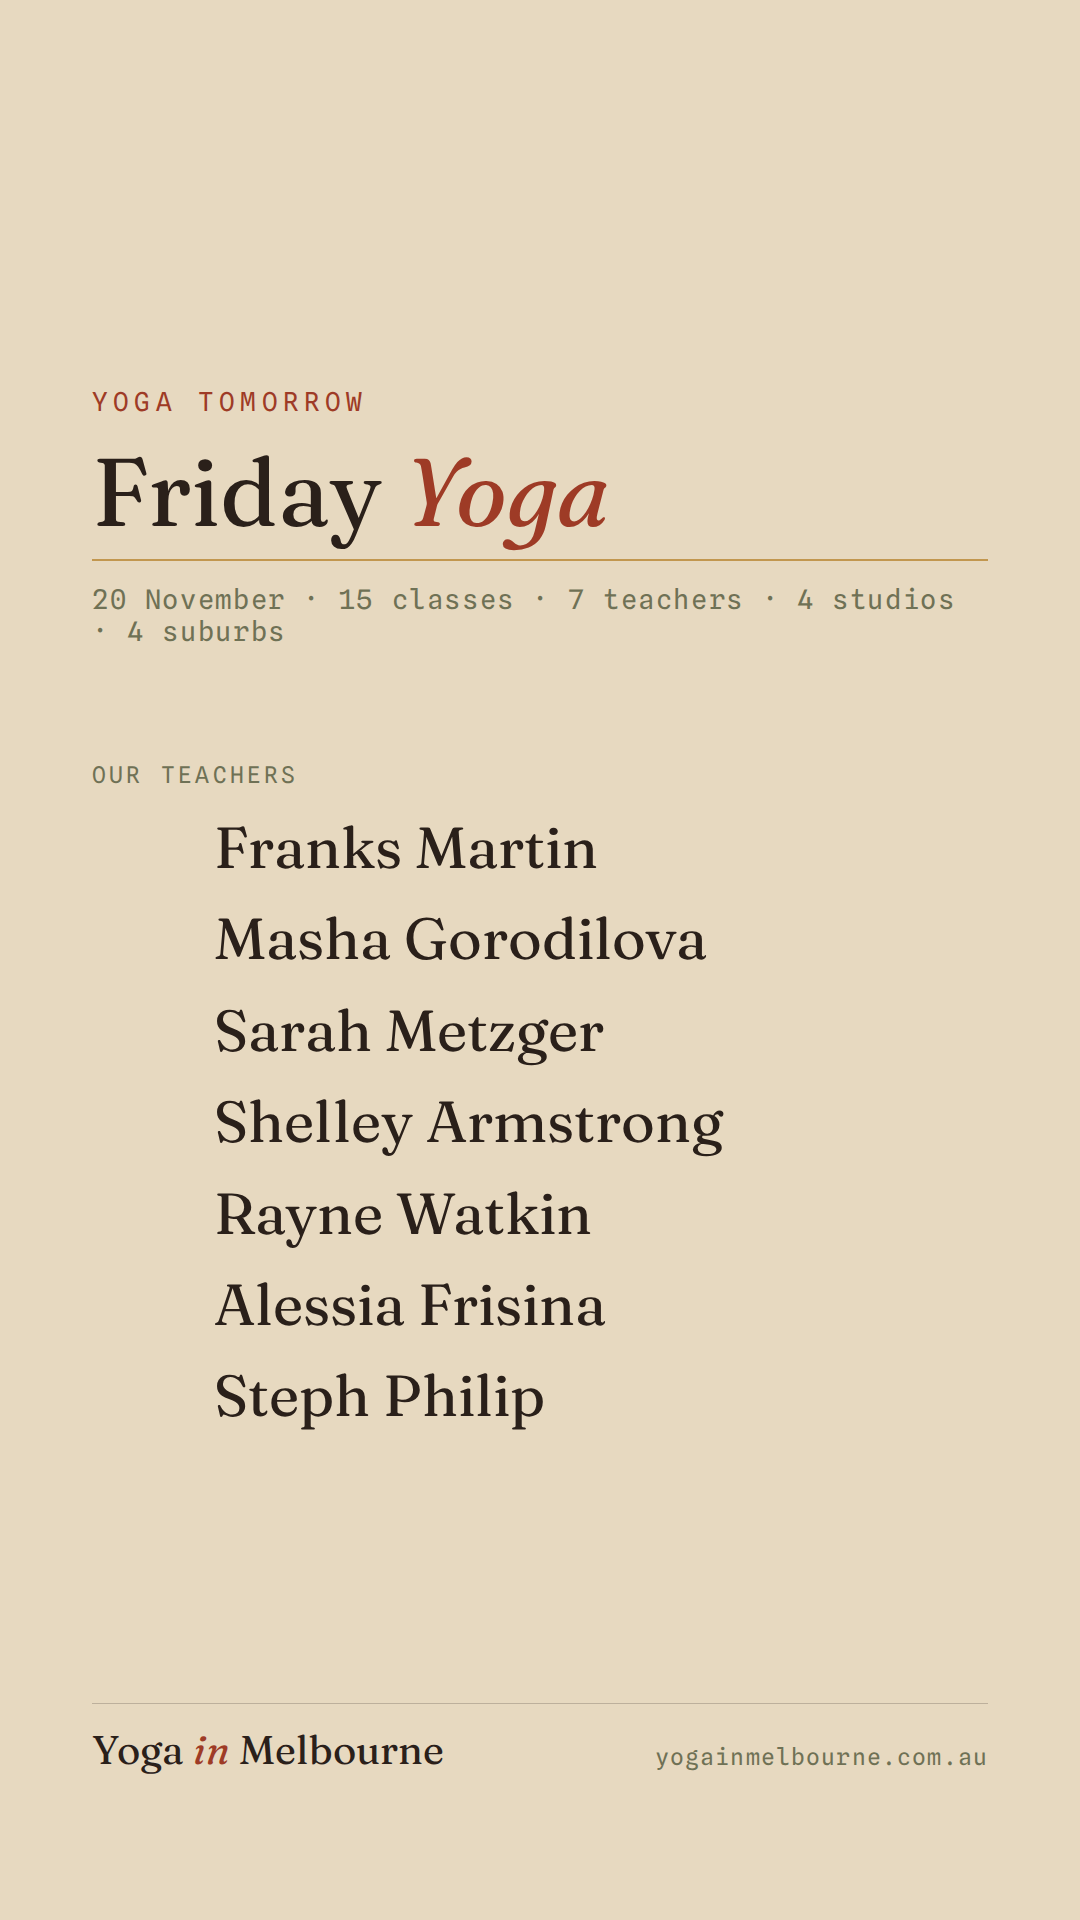 YOGA TOMORROW
Friday Yoga
20 November · 15 classes · 7 teachers · 4 studios
· 4 suburbs
OUR TEACHERS
Franks Martin
Masha Gorodilova
Sarah Metzger
Shelley Armstrong
Rayne Watkin
Alessia Frisina
Steph Philip
Yoga in Melbourne
yogainmelbourne.com.au